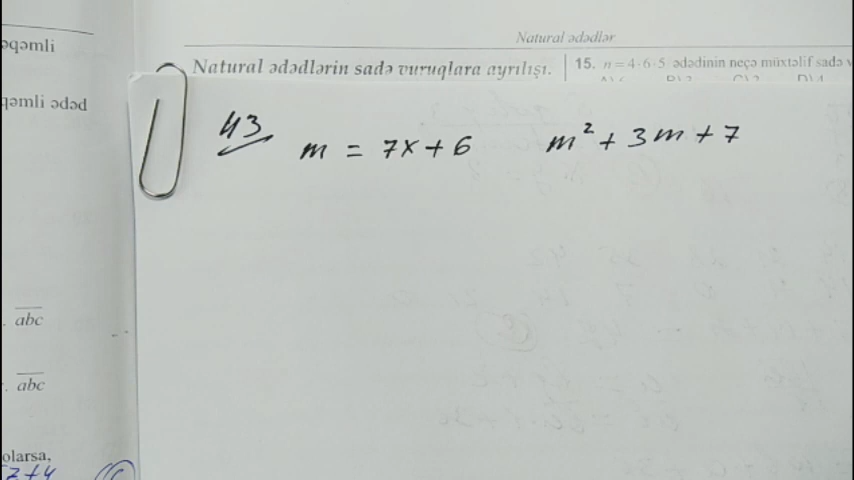 Natural ədədlər
əqəmli
Natural ədədlərin sadə vuruqlara ayrılışı.
15. n = 4·6·5 ədədinin neçə müxtəlif sadə v
qəmli ədəd
43
m = 7x + 6
m² + 3m + 7
abc
abc
olarsa,